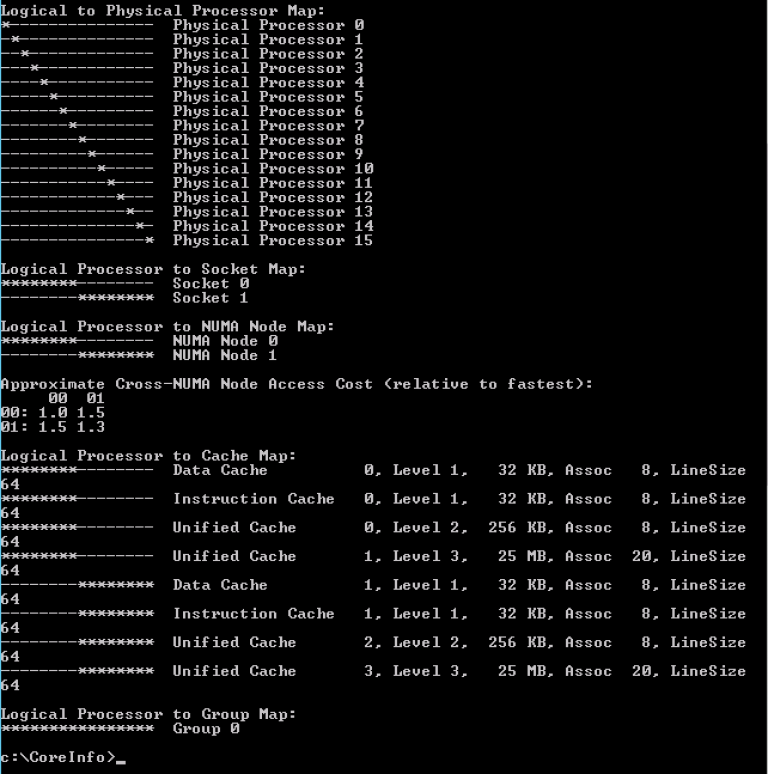 Logical to Physical Processor Map:
*---------------  Physical Processor 0
-*--------------  Physical Processor 1
--*-------------  Physical Processor 2
---*------------  Physical Processor 3
----*-----------  Physical Processor 4
-----*----------  Physical Processor 5
------*---------  Physical Processor 6
-------*--------  Physical Processor 7
--------*-------  Physical Processor 8
---------*------  Physical Processor 9
----------*-----  Physical Processor 10
-----------*----  Physical Processor 11
------------*---  Physical Processor 12
-------------*--  Physical Processor 13
--------------*-  Physical Processor 14
---------------*  Physical Processor 15
Logical Processor to Socket Map:
********--------  Socket 0
--------********  Socket 1
Logical Processor to NUMA Node Map:
********--------  NUMA Node 0
--------********  NUMA Node 1
Approximate Cross-NUMA Node Access Cost (relative to fastest):
     00  01
00: 1.0 1.5
01: 1.5 1.3
Logical Processor to Cache Map:
********--------  Data Cache          0, Level 1,   32 KB, Assoc   8, LineSize
64
********--------  Instruction Cache   0, Level 1,   32 KB, Assoc   8, LineSize
64
********--------  Unified Cache       0, Level 2,  256 KB, Assoc   8, LineSize
64
********--------  Unified Cache       1, Level 3,   25 MB, Assoc  20, LineSize
64
--------********  Data Cache          1, Level 1,   32 KB, Assoc   8, LineSize
64
--------********  Instruction Cache   1, Level 1,   32 KB, Assoc   8, LineSize
64
--------********  Unified Cache       2, Level 2,  256 KB, Assoc   8, LineSize
64
--------********  Unified Cache       3, Level 3,   25 MB, Assoc  20, LineSize
64
Logical Processor to Group Map:
****************  Group 0
c:\CoreInfo>_